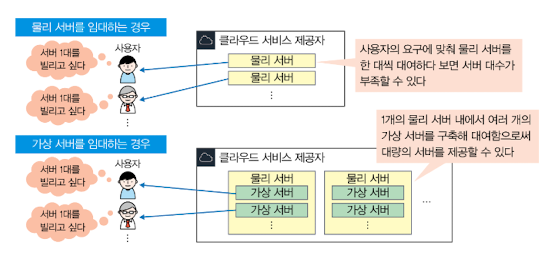 물리 서버를 임대하는 경우
서버 1대를
빌리고 싶다
사용자
클라우드 서비스 제공자
물리 서버
물리 서버
⋮
사용자의 요구에 맞춰 물리 서버를
한 대씩 대여하다 보면 서버 대수가
부족할 수 있다
서버 1대를
빌리고 싶다
⋮
가상 서버를 임대하는 경우
서버 1대를
빌리고 싶다
사용자
클라우드 서비스 제공자
물리 서버
가상 서버
가상 서버
⋮
물리 서버
가상 서버
가상 서버
⋮
…
1개의 물리 서버 내에서 여러 개의
가상 서버를 구축해 대여함으로써
대량의 서버를 제공할 수 있다
서버 1대를
빌리고 싶다
⋮